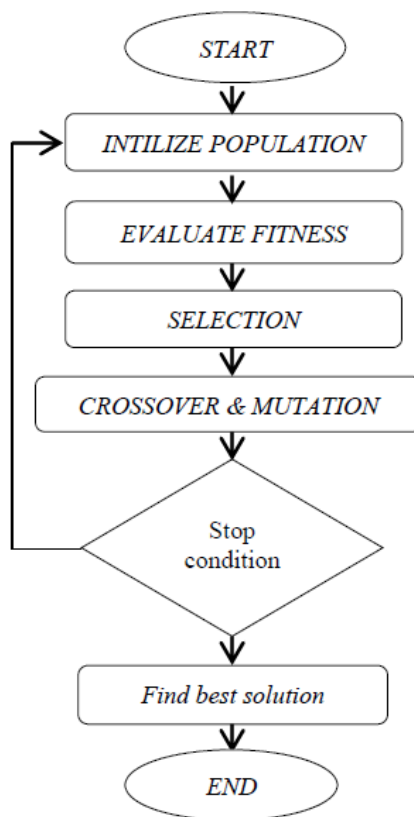 START
INTILIZE POPULATION
EVALUATE FITNESS
SELECTION
CROSSOVER & MUTATION
Stop
condition
Find best solution
END